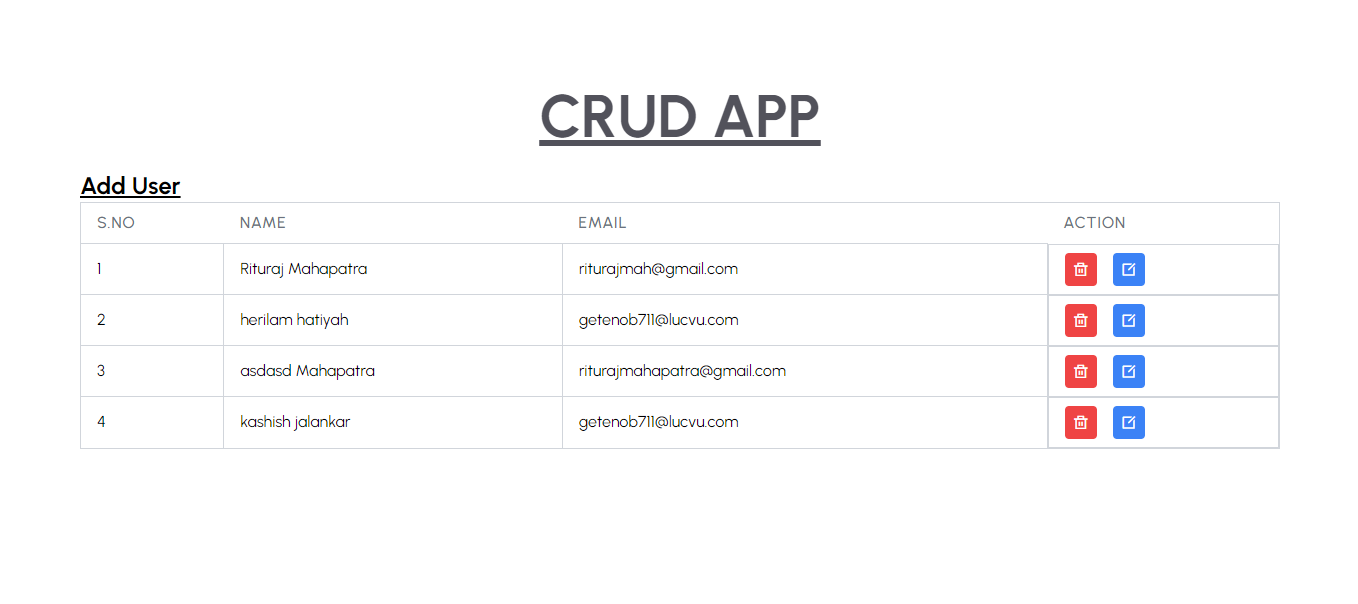 CRUD APP
Add User
S.NO NAME EMAIL ACTION
1 Rituraj Mahapatra riturajmah@gmail.com
2 herilam hatiyah getenob711@lucvu.com
3 asdasd Mahapatra riturajmahapatra@gmail.com
4 kashish jalankar getenob711@lucvu.com